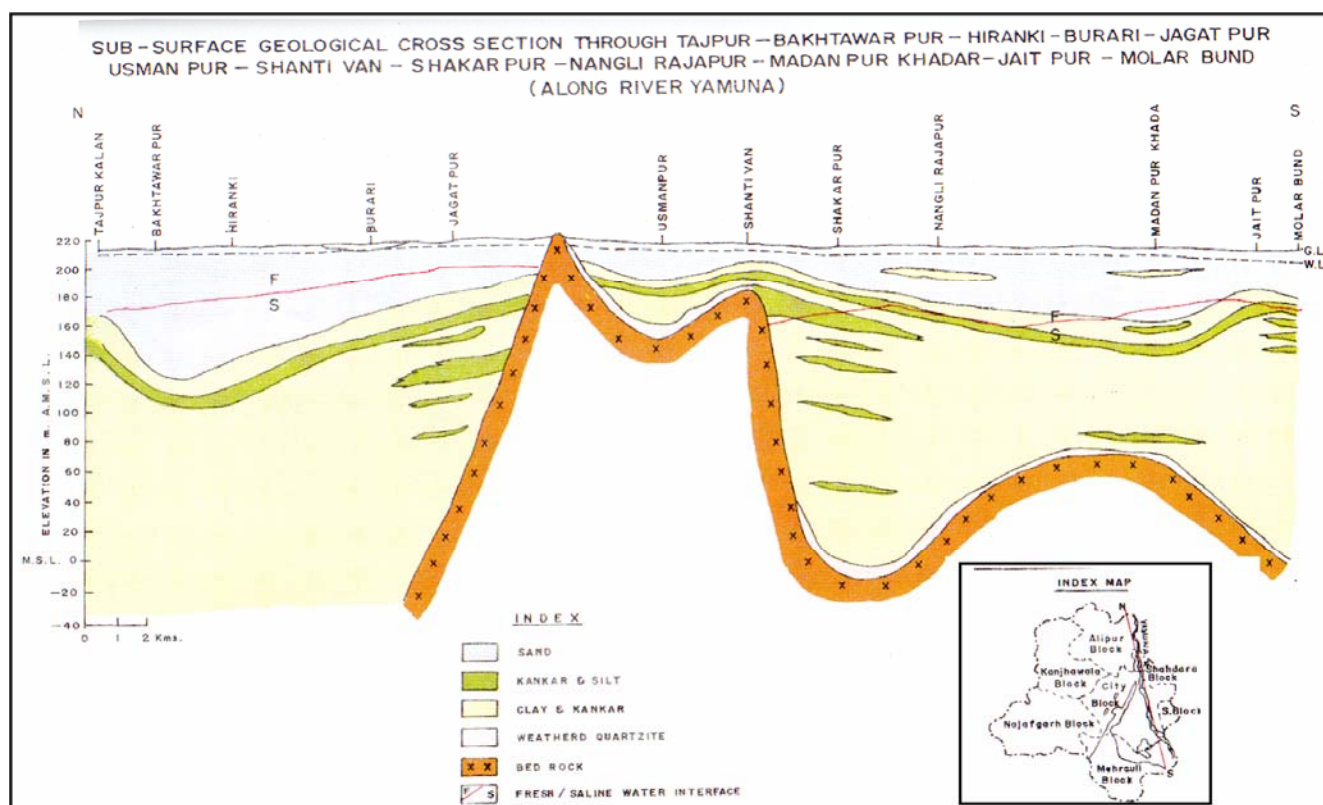 SUB-SURFACE GEOLOGICAL CROSS SECTION THROUGH TAJPUR-BAKHTAWAR PUR-HIRANKI-BURARI-JAGAT PUR
USMAN PUR-SHANTI VAN-SHAKAR PUR-NANGLI RAJAPUR-MADAN PUR KHADAR-JAIT PUR-MOLAR BUND
(ALONG RIVER YAMUNA)
N
S
TAJPUR KALAN
BAKHTAWAR PUR
HIRANKI
BURARI
JAGAT PUR
USMANPUR
SHANTI VAN
SHAKAR PUR
NANGLI RAJAPUR
MADAN PUR KHADA
JAIT PUR
MOLAR BUND
ELEVATION IN m. A.M.S.L.
220
200
180
160
140
120
100
80
60
40
20
M.S.L. 0
-20
-40
0 1 2 Kms.
G.L
W.L
F
S
F
S
INDEX
SAND
KANKAR & SILT
CLAY & KANKAR
WEATHERD QUARTZITE
BED ROCK
F
S
FRESH / SALINE WATER INTERFACE
INDEX MAP
N
YAMUNA
Alipur
Block
Shahdara
Block
Kanjhawala
Block
City
Block
S.Block
Najafgarh Block
Mehrauli
Block
S